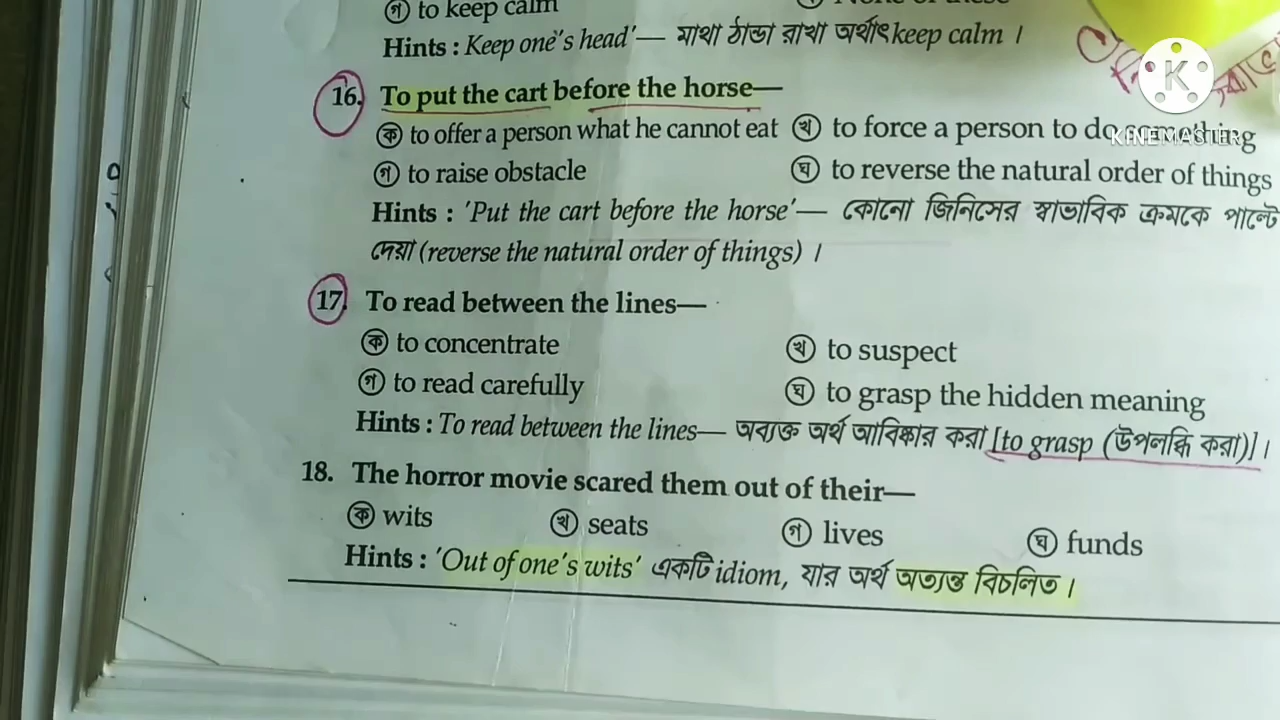 গ to keep calm
Hints : Keep one's head'— মাথা ঠান্ডা রাখা অর্থাৎ keep calm ।
16. To put the cart before the horse—
ক to offer a person what he cannot eat খ to force a person to do something
গ to raise obstacle ঘ to reverse the natural order of things
Hints : 'Put the cart before the horse'— কোনো জিনিসের স্বাভাবিক ক্রমকে পাল্টে
দেয়া (reverse the natural order of things) ।
17. To read between the lines—
ক to concentrate খ to suspect
গ to read carefully ঘ to grasp the hidden meaning
Hints : To read between the lines— অব্যক্ত অর্থ আবিষ্কার করা [to grasp (উপলব্ধি করা)] ।
18. The horror movie scared them out of their—
ক wits খ seats গ lives ঘ funds
Hints : 'Out of one's wits' একটি idiom, যার অর্থ অত্যন্ত বিচলিত ।
K
KINEMASTER